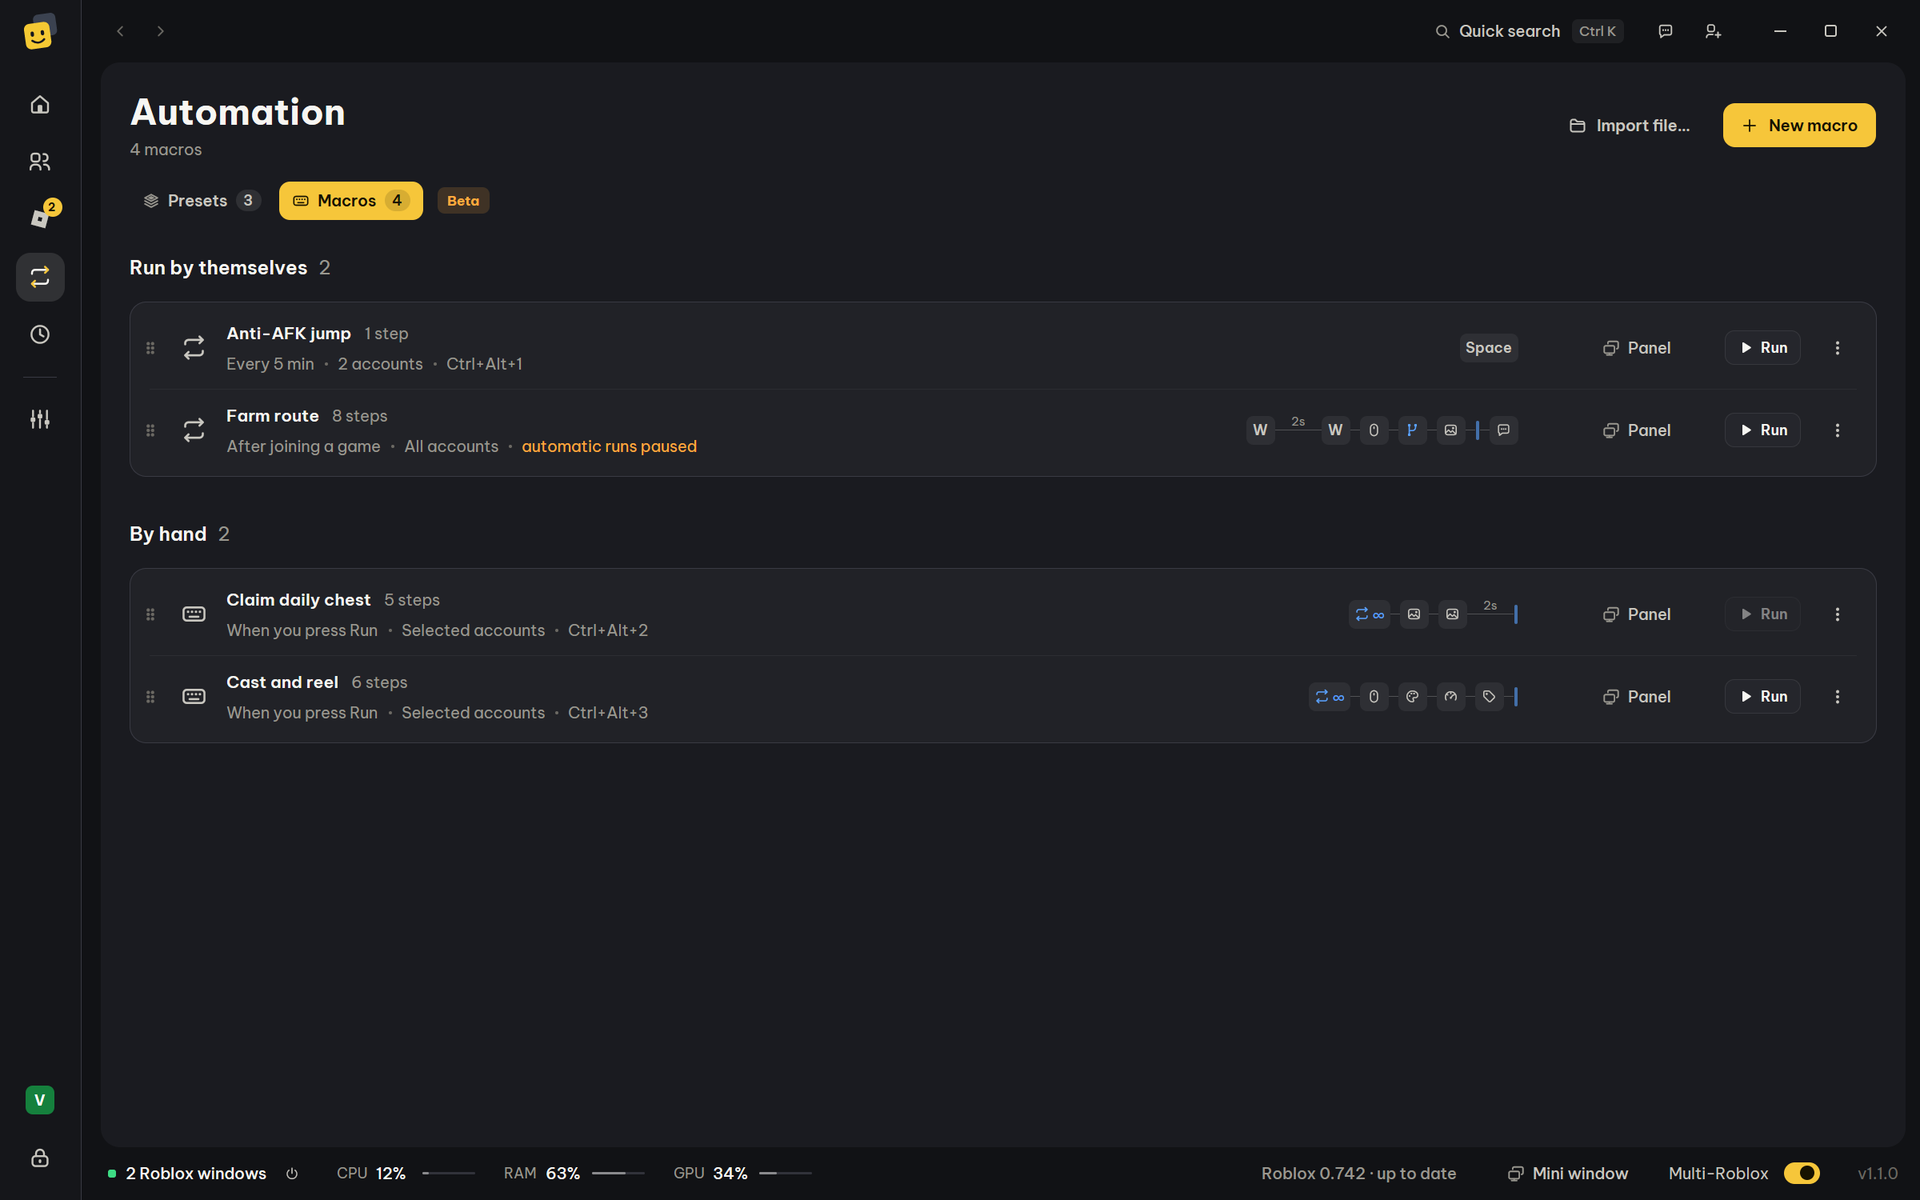 Quick search Ctrl K
Automation
4 macros
Import file...
New macro
2
Presets 3
Macros 4
Beta
Run by themselves 2
Anti-AFK jump 1 step
Every 5 min · 2 accounts · Ctrl+Alt+1
Space
Panel
Run
Farm route 8 steps
After joining a game · All accounts · automatic runs paused
W 2s W
Panel
Run
By hand 2
Claim daily chest 5 steps
When you press Run · Selected accounts · Ctrl+Alt+2
∞ 2s
Panel
Run
Cast and reel 6 steps
When you press Run · Selected accounts · Ctrl+Alt+3
∞
Panel
Run
V
2 Roblox windows
CPU 12%
RAM 63%
GPU 34%
Roblox 0.742 · up to date
Mini window
Multi-Roblox
v1.1.0